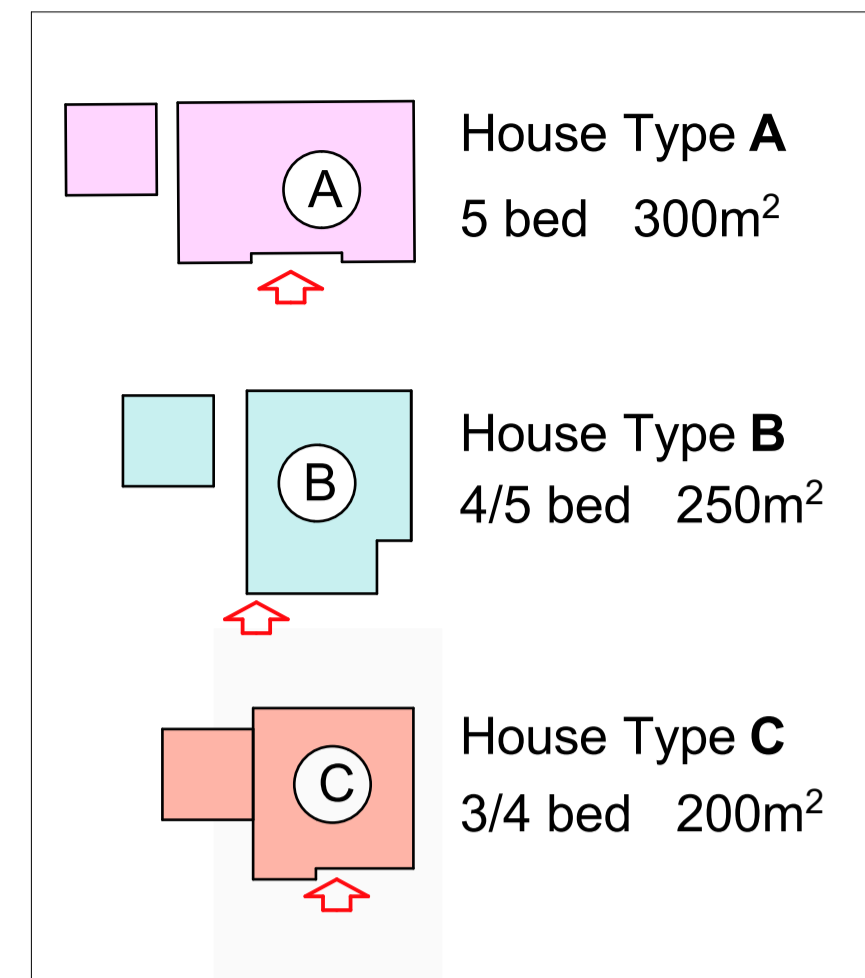 A
House Type A
5 bed 300m²
B
House Type B
4/5 bed 250m²
C
House Type C
3/4 bed 200m²